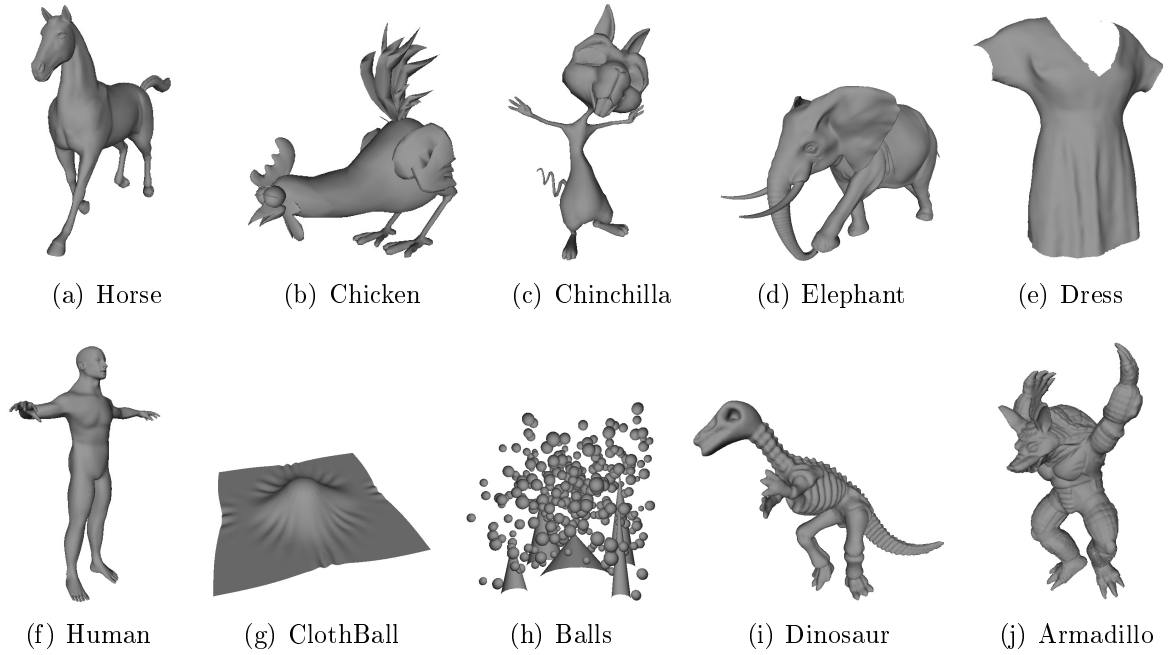 (a) Horse
(b) Chicken
(c) Chinchilla
(d) Elephant
(e) Dress
(f) Human
(g) ClothBall
(h) Balls
(i) Dinosaur
(j) Armadillo